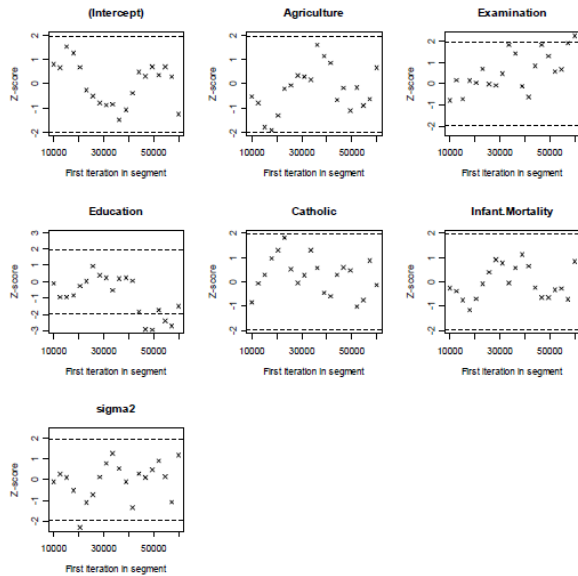 (Intercept)
Z-score
2
1
0
-1
-2
10000
30000
50000
First iteration in segment
Agriculture
Z-score
2
1
0
-1
-2
10000
30000
50000
First iteration in segment
Examination
Z-score
2
1
0
-1
-2
10000
30000
50000
First iteration in segment
Education
Z-score
3
2
1
0
-1
-2
-3
10000
30000
50000
First iteration in segment
Catholic
Z-score
2
1
0
-1
-2
10000
30000
50000
First iteration in segment
Infant.Mortality
Z-score
2
1
0
-1
-2
10000
30000
50000
First iteration in segment
sigma2
Z-score
2
1
0
-1
-2
10000
30000
50000
First iteration in segment